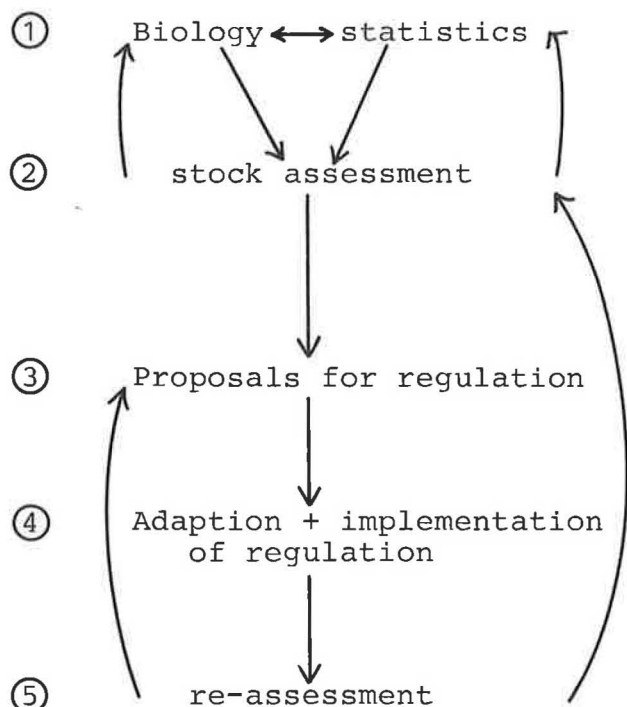 ① Biology ↔ statistics
② stock assessment
③ Proposals for regulation
④ Adaption + implementation
of regulation
⑤ re-assessment